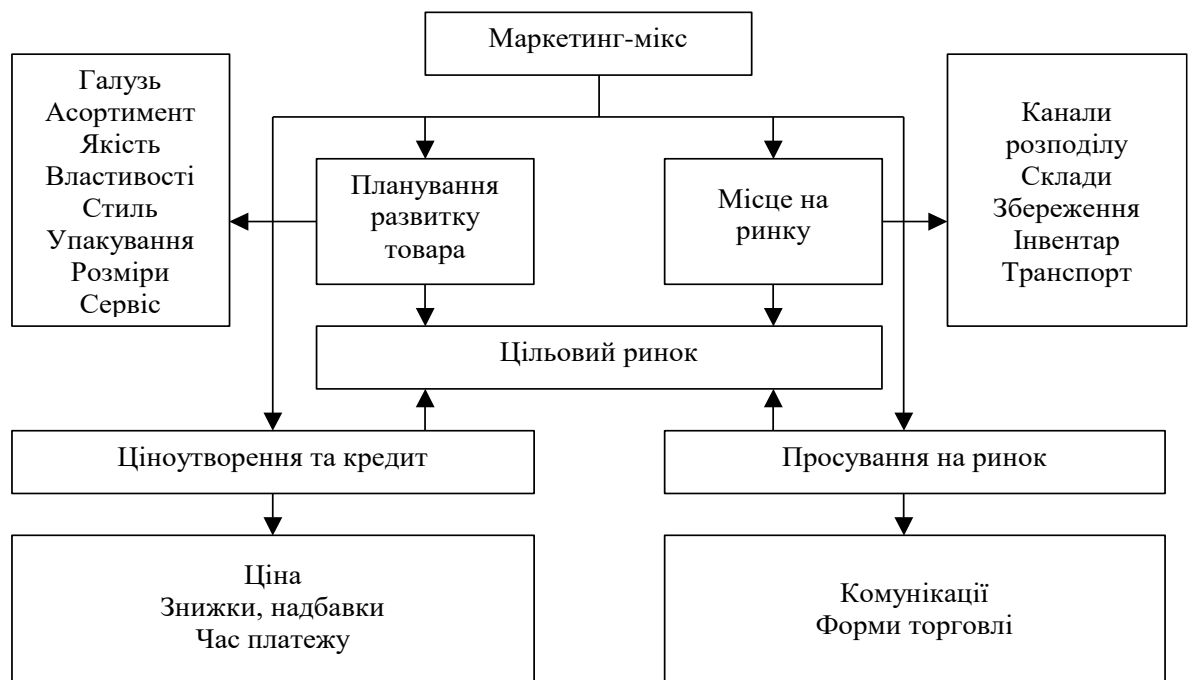 Маркетинг-мікс
Галузь
Асортимент
Якість
Властивості
Стиль
Упакування
Розміри
Сервіс
Планування
развитку
товара
Місце на
ринку
Канали
розподілу
Склади
Збереження
Інвентар
Транспорт
Цільовий ринок
Ціноутворення та кредит
Просування на ринок
Ціна
Знижки, надбавки
Час платежу
Комунікації
Форми торговлі